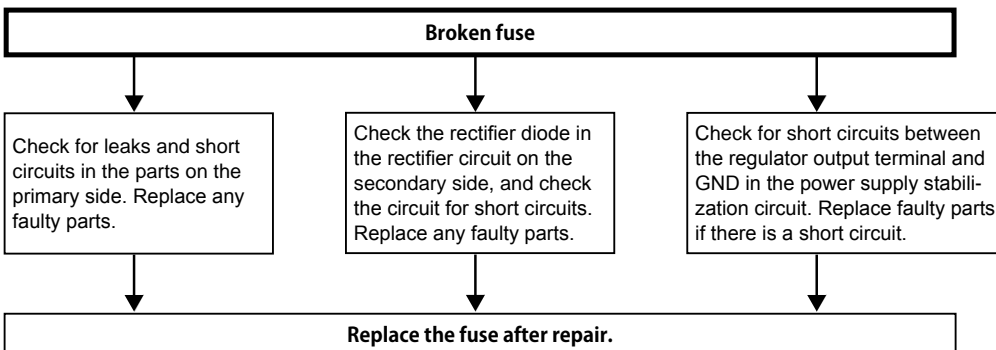 Broken fuse
Check for leaks and short
circuits in the parts on the
primary side. Replace any
faulty parts.
Check the rectifier diode in
the rectifier circuit on the
secondary side, and check
the circuit for short circuits.
Replace any faulty parts.
Check for short circuits between
the regulator output terminal and
GND in the power supply stabili-
zation circuit. Replace faulty parts
if there is a short circuit.
Replace the fuse after repair.